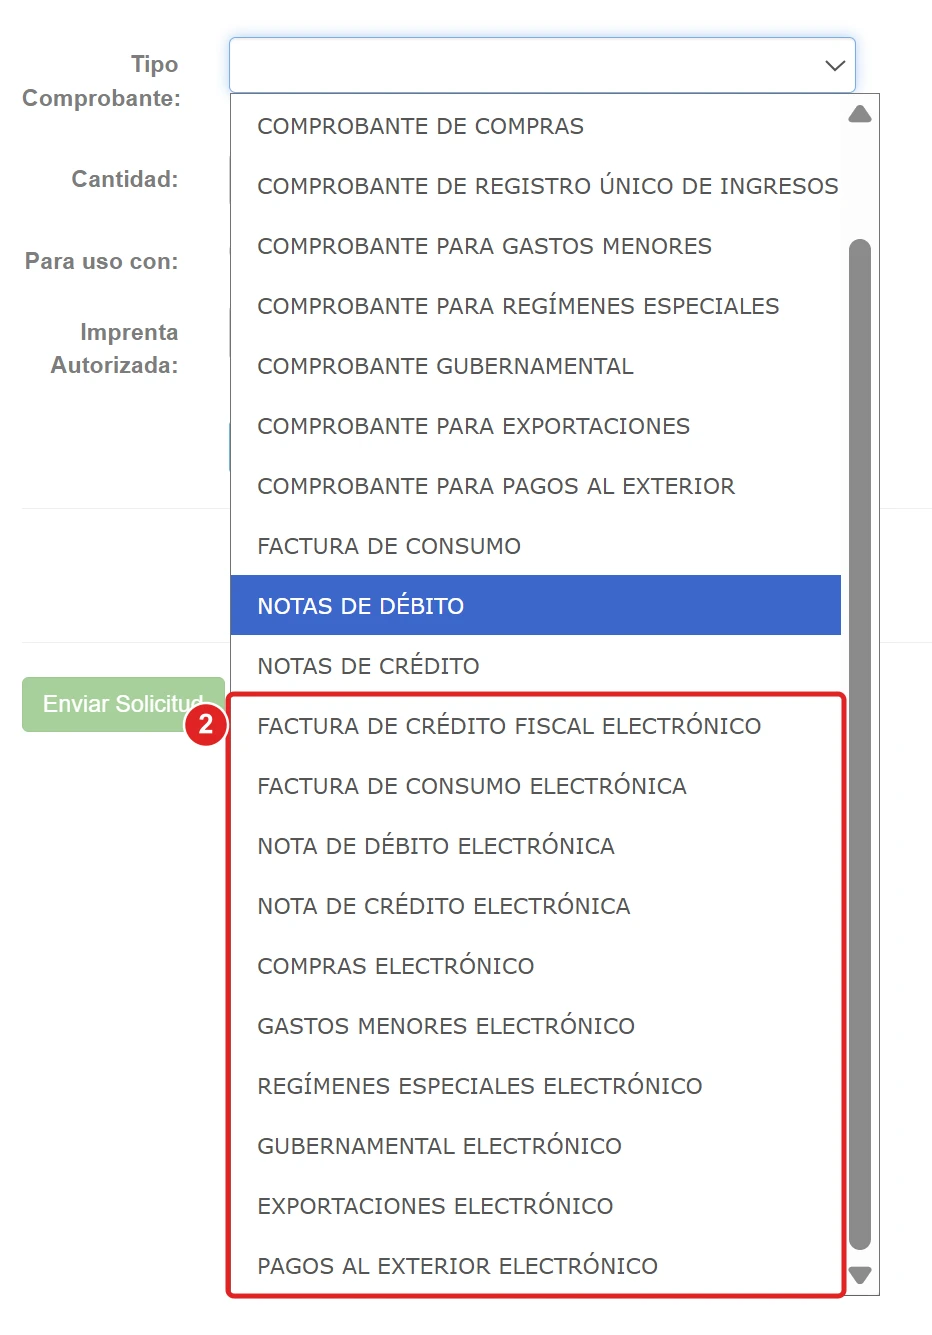 Tipo
Comprobante:
COMPROBANTE DE COMPRAS
Cantidad:
COMPROBANTE DE REGISTRO ÚNICO DE INGRESOS
COMPROBANTE PARA GASTOS MENORES
Para uso con:
COMPROBANTE PARA REGÍMENES ESPECIALES
Imprenta
Autorizada:
COMPROBANTE GUBERNAMENTAL
COMPROBANTE PARA EXPORTACIONES
COMPROBANTE PARA PAGOS AL EXTERIOR
FACTURA DE CONSUMO
NOTAS DE DÉBITO
NOTAS DE CRÉDITO
Enviar Solicitud
2
FACTURA DE CRÉDITO FISCAL ELECTRÓNICO
FACTURA DE CONSUMO ELECTRÓNICA
NOTA DE DÉBITO ELECTRÓNICA
NOTA DE CRÉDITO ELECTRÓNICA
COMPRAS ELECTRÓNICO
GASTOS MENORES ELECTRÓNICO
REGÍMENES ESPECIALES ELECTRÓNICO
GUBERNAMENTAL ELECTRÓNICO
EXPORTACIONES ELECTRÓNICO
PAGOS AL EXTERIOR ELECTRÓNICO